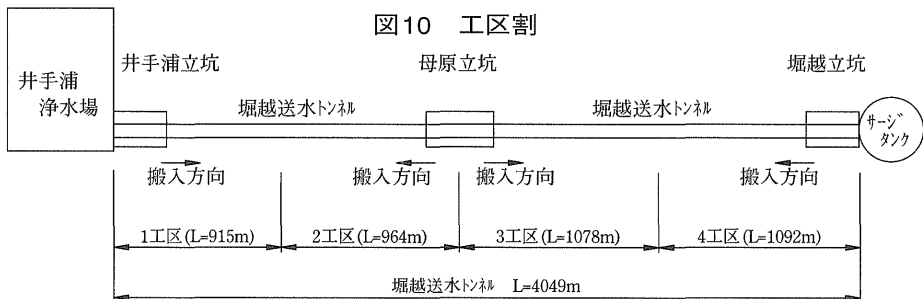 図10 工区割
井手浦
浄水場
井手浦立坑
母原立坑
堀越立坑
堀越送水トンネル
堀越送水トンネル
サージ
タンク
搬入方向
搬入方向
搬入方向
搬入方向
1工区(L=915m)
2工区(L=964m)
3工区(L=1078m)
4工区(L=1092m)
堀越送水トンネル L=4049m